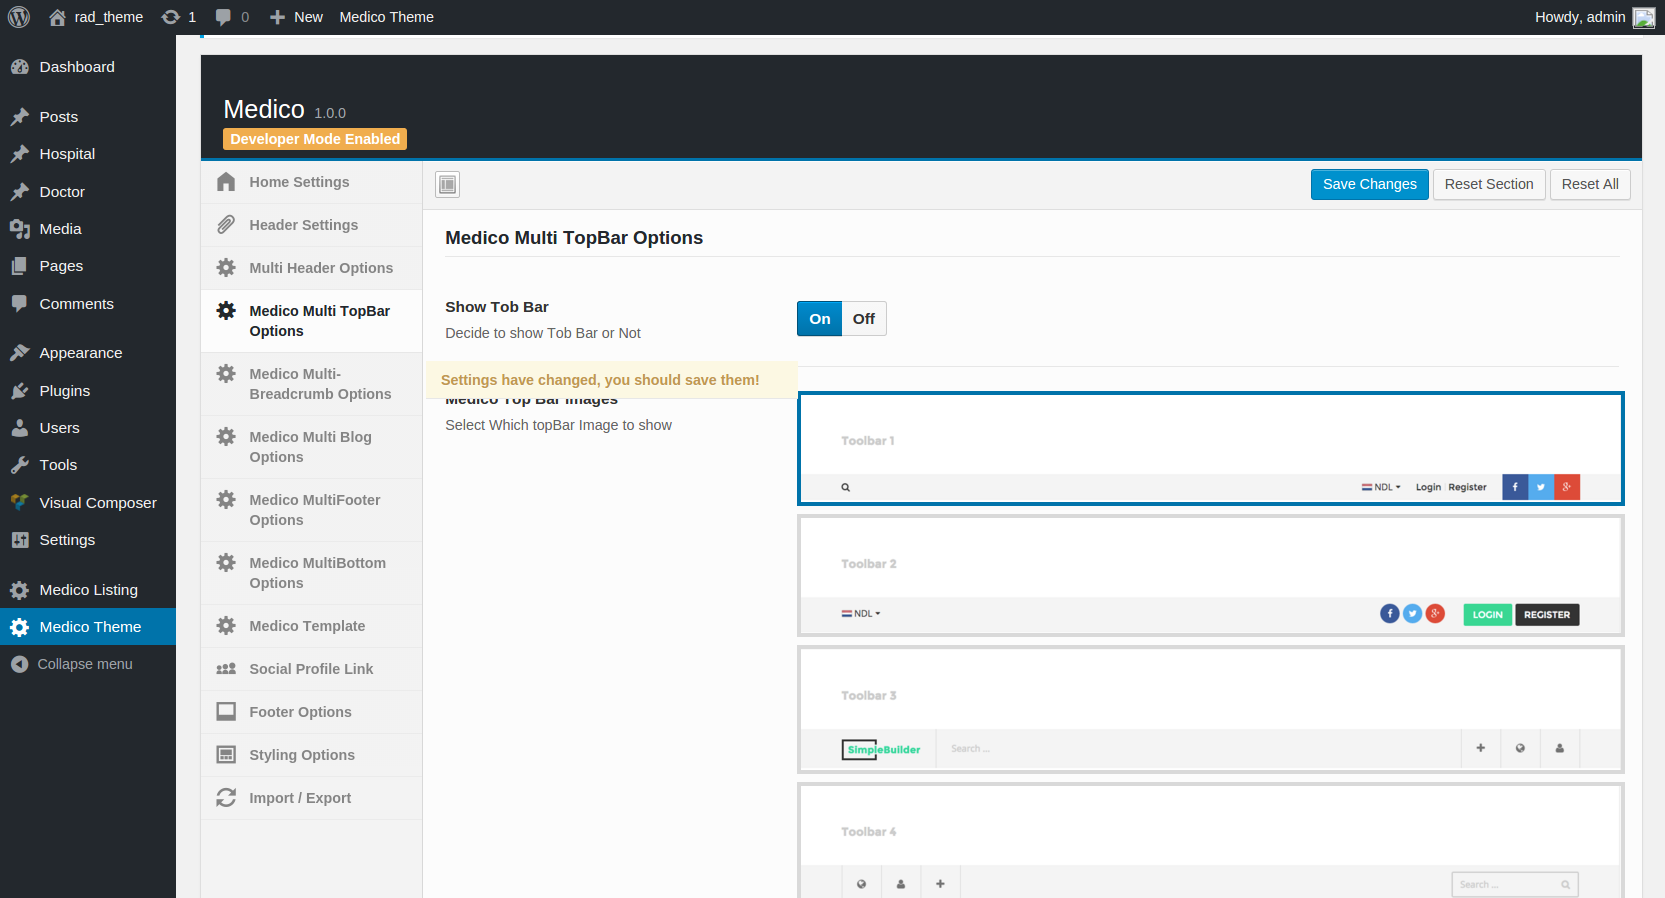 rad_theme 1 0 New Medico Theme Howdy, admin
Dashboard
Posts
Hospital
Doctor
Media
Pages
Comments
Appearance
Plugins
Users
Tools
Visual Composer
Settings
Medico Listing
Medico Theme
Collapse menu
Medico 1.0.0
Developer Mode Enabled
Home Settings
Header Settings
Multi Header Options
Medico Multi TopBar
Options
Medico Multi-
Breadcrumb Options
Medico Multi Blog
Options
Medico MultiFooter
Options
Medico MultiBottom
Options
Medico Template
Social Profile Link
Footer Options
Styling Options
Import / Export
Save Changes Reset Section Reset All
Medico Multi TopBar Options
Show Tob Bar
Decide to show Tob Bar or Not
On Off
Settings have changed, you should save them!
Medico Top Bar Images
Select Which topBar Image to show
Toolbar 1
NDL Login Register f g+
Toolbar 2
NDL f g+ LOGIN REGISTER
Toolbar 3
SimpleBuilder Search ...
Toolbar 4
Search ...